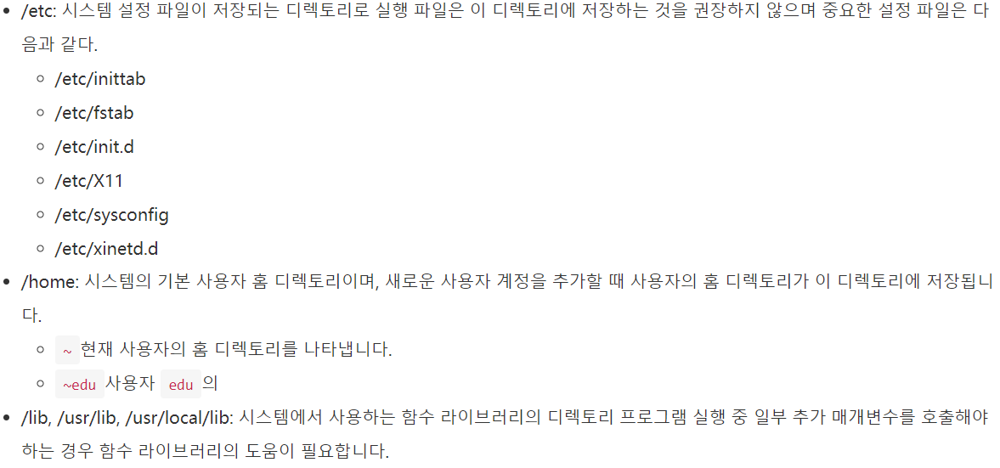 /etc: 시스템 설정 파일이 저장되는 디렉토리로 실행 파일은 이 디렉토리에 저장하는 것을 권장하지 않으며 중요한 설정 파일은 다
음과 같다.
/etc/inittab
/etc/fstab
/etc/init.d
/etc/X11
/etc/sysconfig
/etc/xinetd.d
/home: 시스템의 기본 사용자 홈 디렉토리이며, 새로운 사용자 계정을 추가할 때 사용자의 홈 디렉토리가 이 디렉토리에 저장됩니
다.
~ 현재 사용자의 홈 디렉토리를 나타냅니다.
~edu 사용자 edu 의
/lib, /usr/lib, /usr/local/lib: 시스템에서 사용하는 함수 라이브러리의 디렉토리 프로그램 실행 중 일부 추가 매개변수를 호출해야
하는 경우 함수 라이브러리의 도움이 필요합니다.